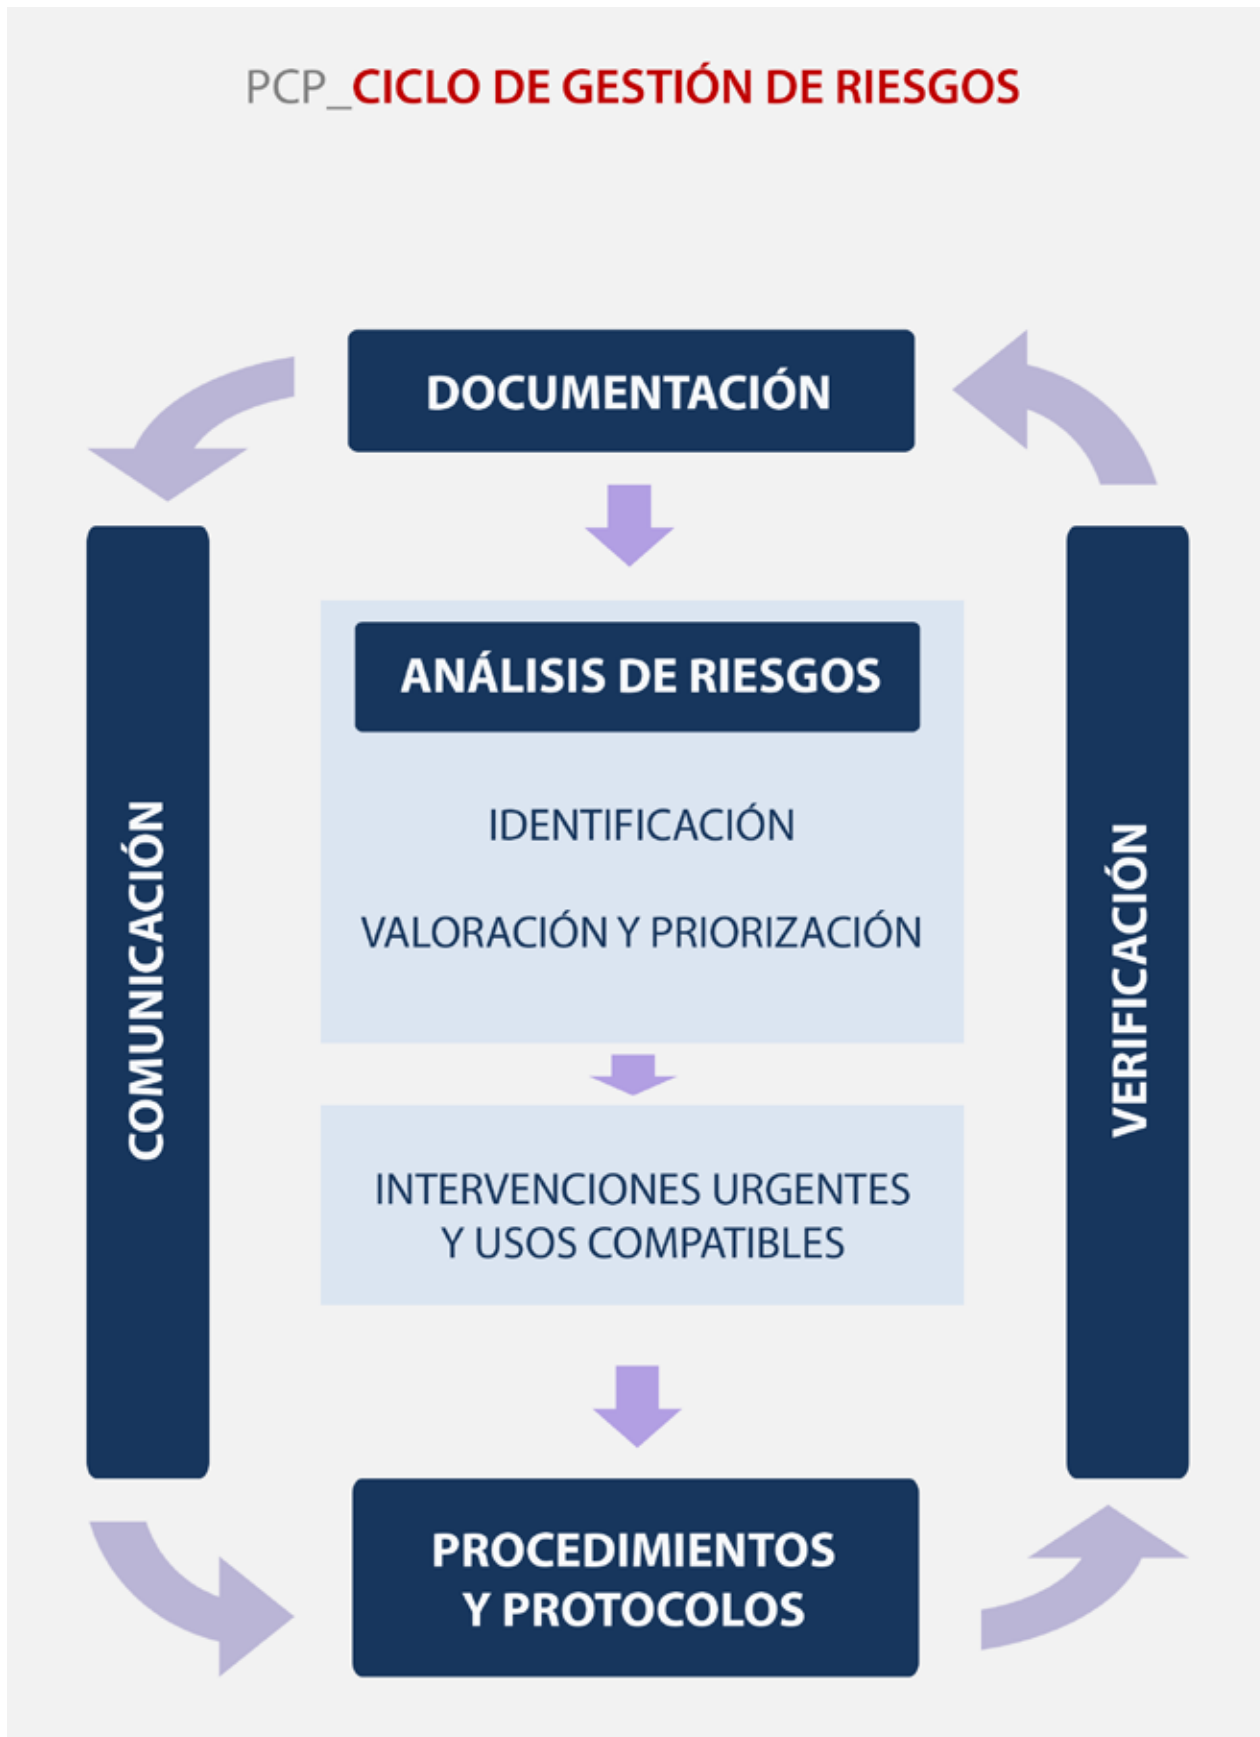 PCP_CICLO DE GESTIÓN DE RIESGOS
DOCUMENTACIÓN
COMUNICACIÓN
ANÁLISIS DE RIESGOS
IDENTIFICACIÓN
VALORACIÓN Y PRIORIZACIÓN
INTERVENCIONES URGENTES
Y USOS COMPATIBLES
VERIFICACIÓN
PROCEDIMIENTOS
Y PROTOCOLOS